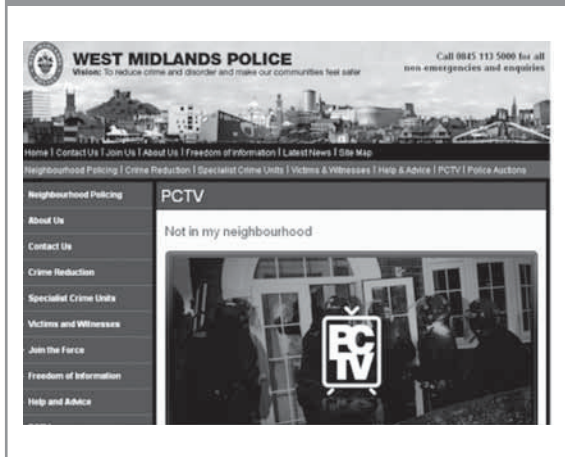 WEST MIDLANDS POLICE
Vision: To reduce crime and disorder and make our communities feel safer
Call 0845 113 5000 for all
non-emergencies and enquiries
Home | Contact Us | Join Us | About Us | Freedom of Information | Latest News | Site Map
Neighbourhood Policing | Crime Reduction | Specialist Crime Units | Victims & Witnesses | Help & Advice | PCTV | Police Auctions
Neighbourhood Policing
About Us
Contact Us
Crime Reduction
Specialist Crime Units
Victims and Witnesses
Join the Force
Freedom of Information
Help and Advice
PCTV
Not in my neighbourhood
PC
TV